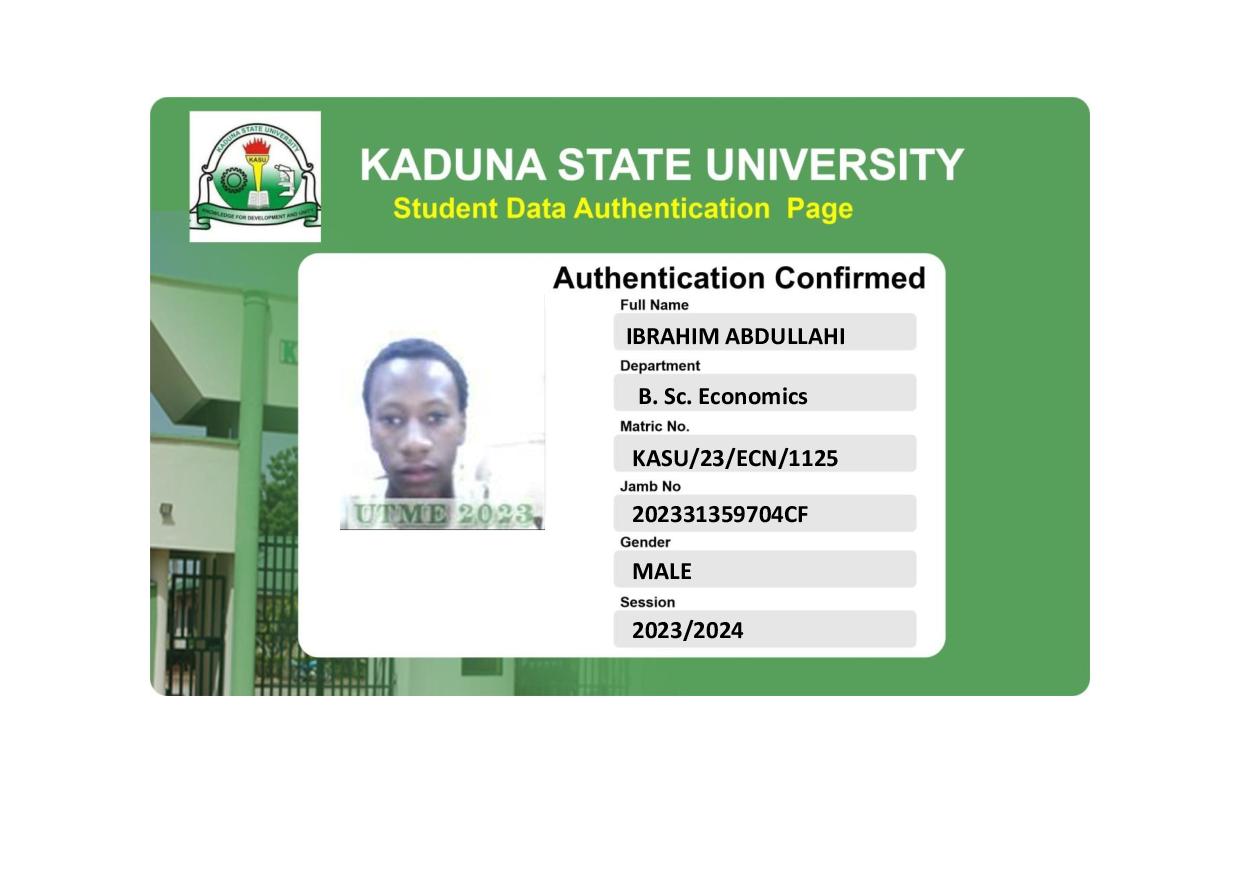 KADUNA STATE UNIVERSITY
KASU
KNOWLEDGE FOR DEVELOPMENT AND UNITY
KADUNA STATE UNIVERSITY
Student Data Authentication Page
Authentication Confirmed
Full Name
IBRAHIM ABDULLAHI
Department
B. Sc. Economics
Matric No.
KASU/23/ECN/1125
Jamb No
202331359704CF
Gender
MALE
Session
2023/2024
UTME 2023
K